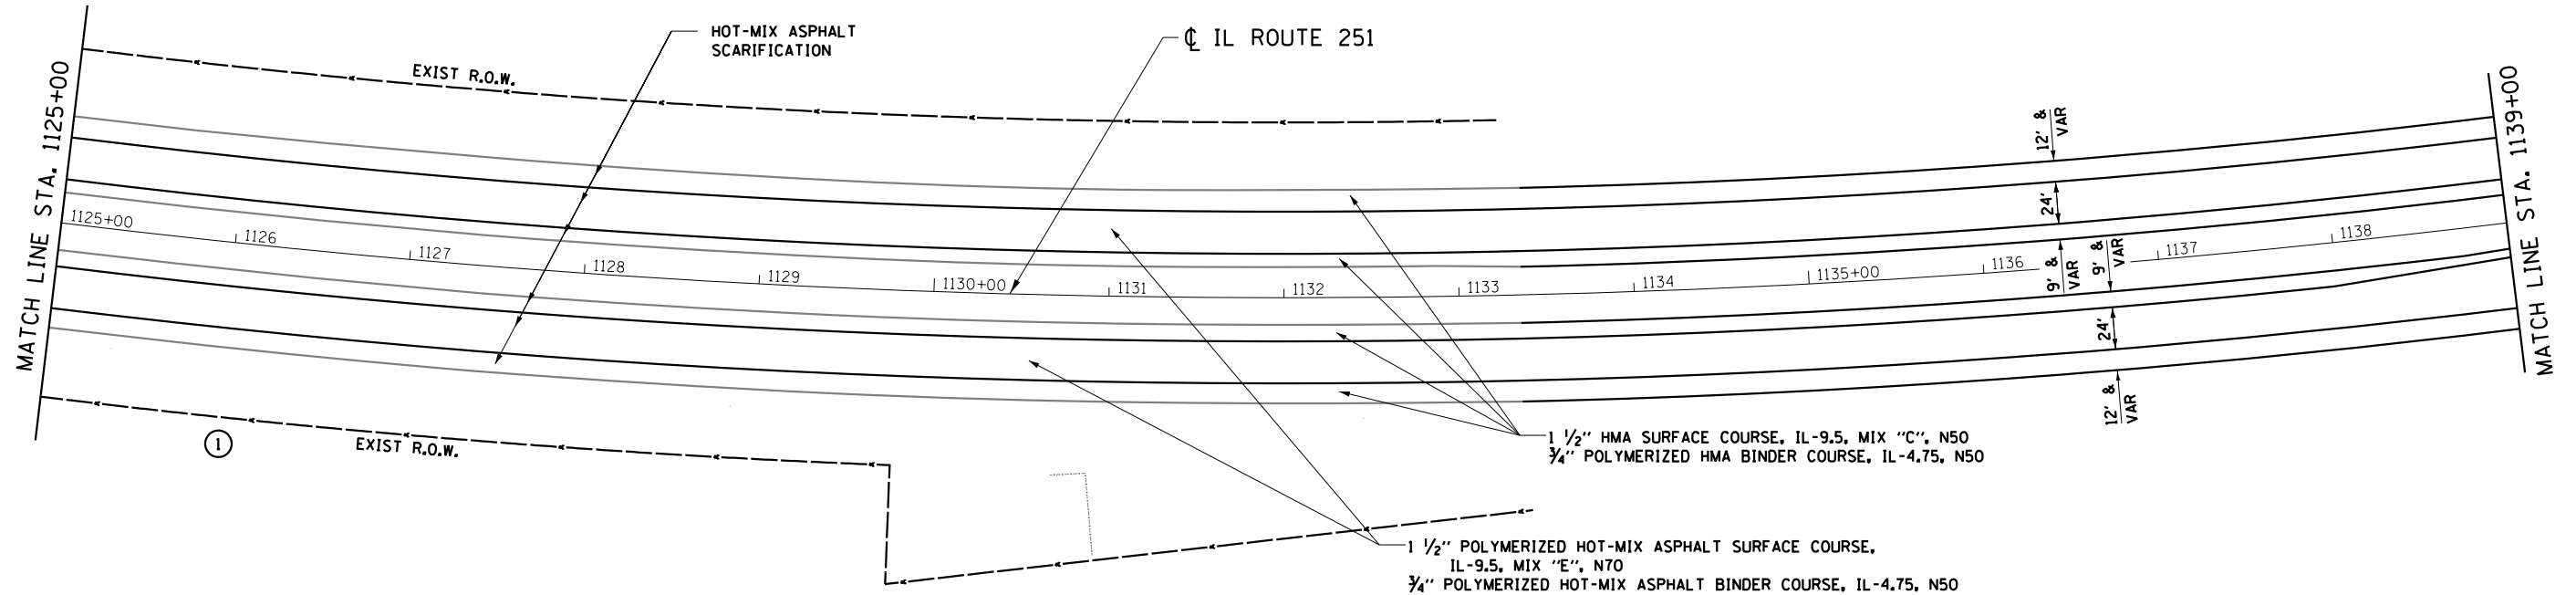 HOT-MIX ASPHALT
SCARIFICATION
℄ IL ROUTE 251
EXIST R.O.W.
MATCH LINE STA. 1125+00
MATCH LINE STA. 1139+00
12' &
VAR
24'
9' &
VAR
9' &
VAR
24'
12' &
VAR
1125+00
1126
1127
1128
1129
1130+00
1131
1132
1133
1134
1135+00
1136
1137
1138
1
EXIST R.O.W.
1 1/2" HMA SURFACE COURSE, IL-9.5, MIX "C", N50
3/4" POLYMERIZED HMA BINDER COURSE, IL-4.75, N50
1 1/2" POLYMERIZED HOT-MIX ASPHALT SURFACE COURSE,
IL-9.5, MIX "E", N70
3/4" POLYMERIZED HOT-MIX ASPHALT BINDER COURSE, IL-4.75, N50